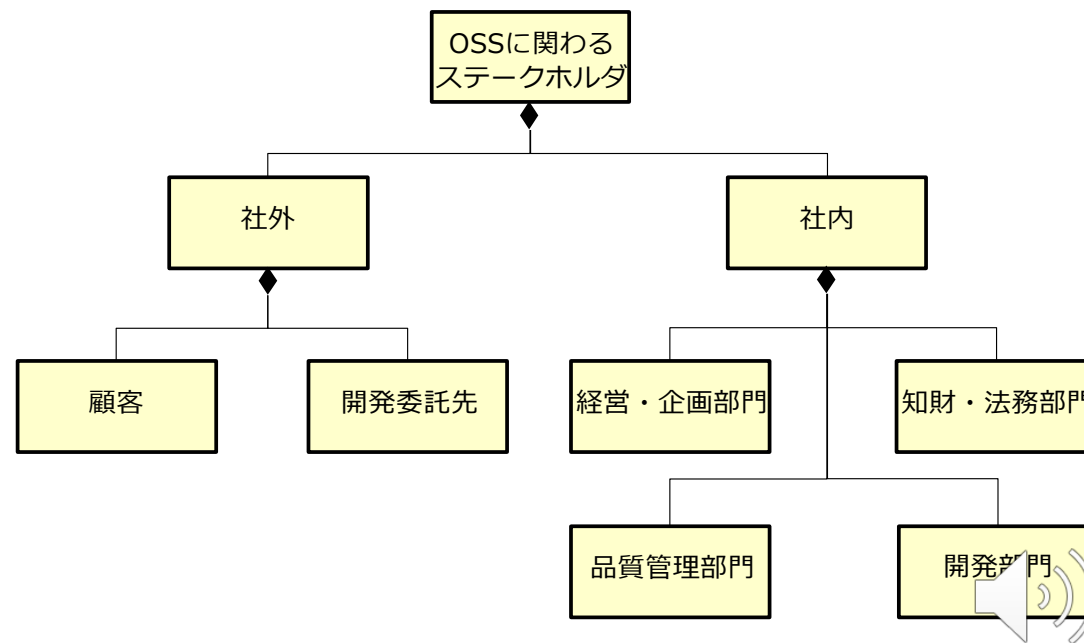 OSSに関わる
ステークホルダ
社外
社内
顧客
開発委託先
経営・企画部門
知財・法務部門
品質管理部門
開発部門